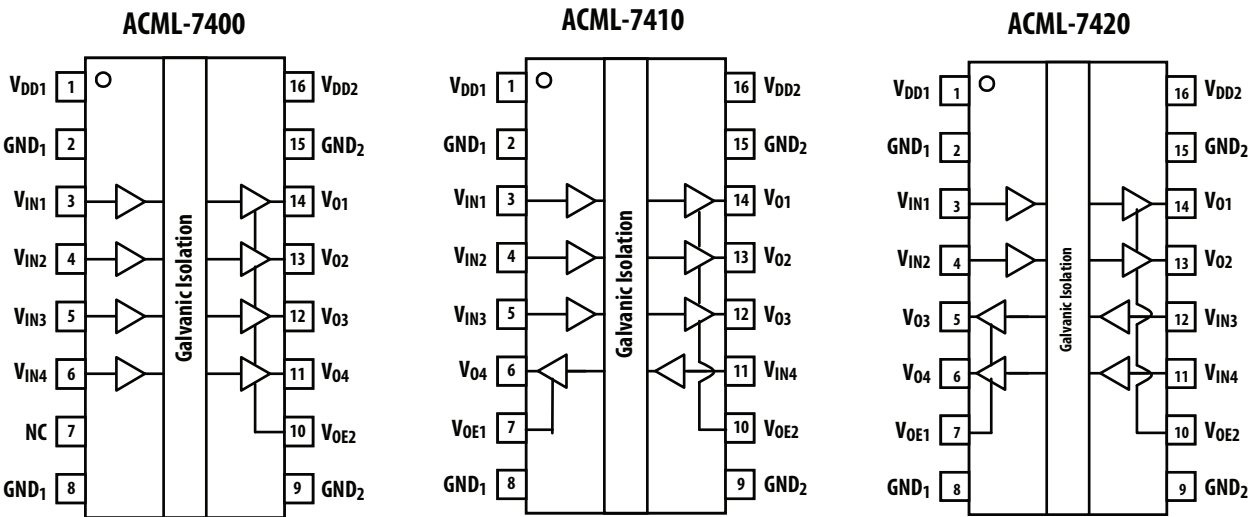 ACML-7400
VDD1 1 16 VDD2
GND1 2 15 GND2
VIN1 3 14 VO1
VIN2 4 13 VO2
VIN3 5 12 VO3
VIN4 6 11 VO4
NC 7 10 VOE2
GND1 8 9 GND2
Galvanic Isolation
ACML-7410
VDD1 1 16 VDD2
GND1 2 15 GND2
VIN1 3 14 VO1
VIN2 4 13 VO2
VIN3 5 12 VO3
VO4 6 11 VIN4
VOE1 7 10 VOE2
GND1 8 9 GND2
Galvanic Isolation
ACML-7420
VDD1 1 16 VDD2
GND1 2 15 GND2
VIN1 3 14 VO1
VIN2 4 13 VO2
VO3 5 12 VIN3
VO4 6 11 VIN4
VOE1 7 10 VOE2
GND1 8 9 GND2
Galvanic Isolation